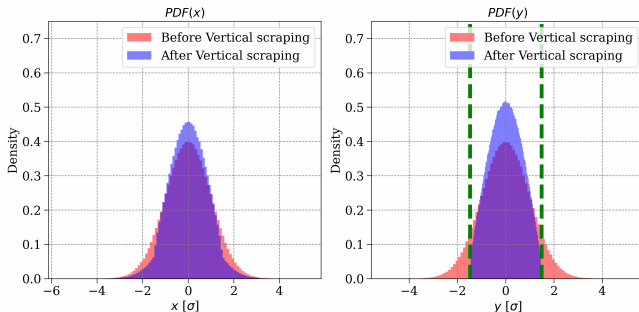 PDF(x)
0.7
0.6
0.5
0.4
0.3
0.2
0.1
0.0
Density
Before Vertical scraping
After Vertical scraping
−6 −4 −2 0 2 4
x [σ]
PDF(y)
0.7
0.6
0.5
0.4
0.3
0.2
0.1
0.0
Density
Before Vertical scraping
After Vertical scraping
−4 −2 0 2 4
y [σ]